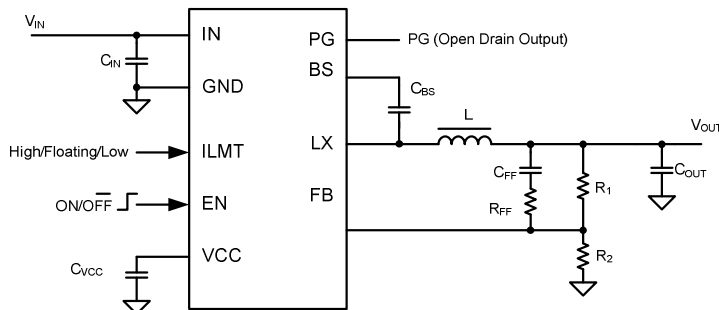 VIN
IN
CIN
GND
High/Floating/Low
ILMT
ON/OFF
EN
CVCC
VCC
PG
PG (Open Drain Output)
BS
CBS
LX
L
VOUT
CFF
RFF
R1
COUT
FB
R2